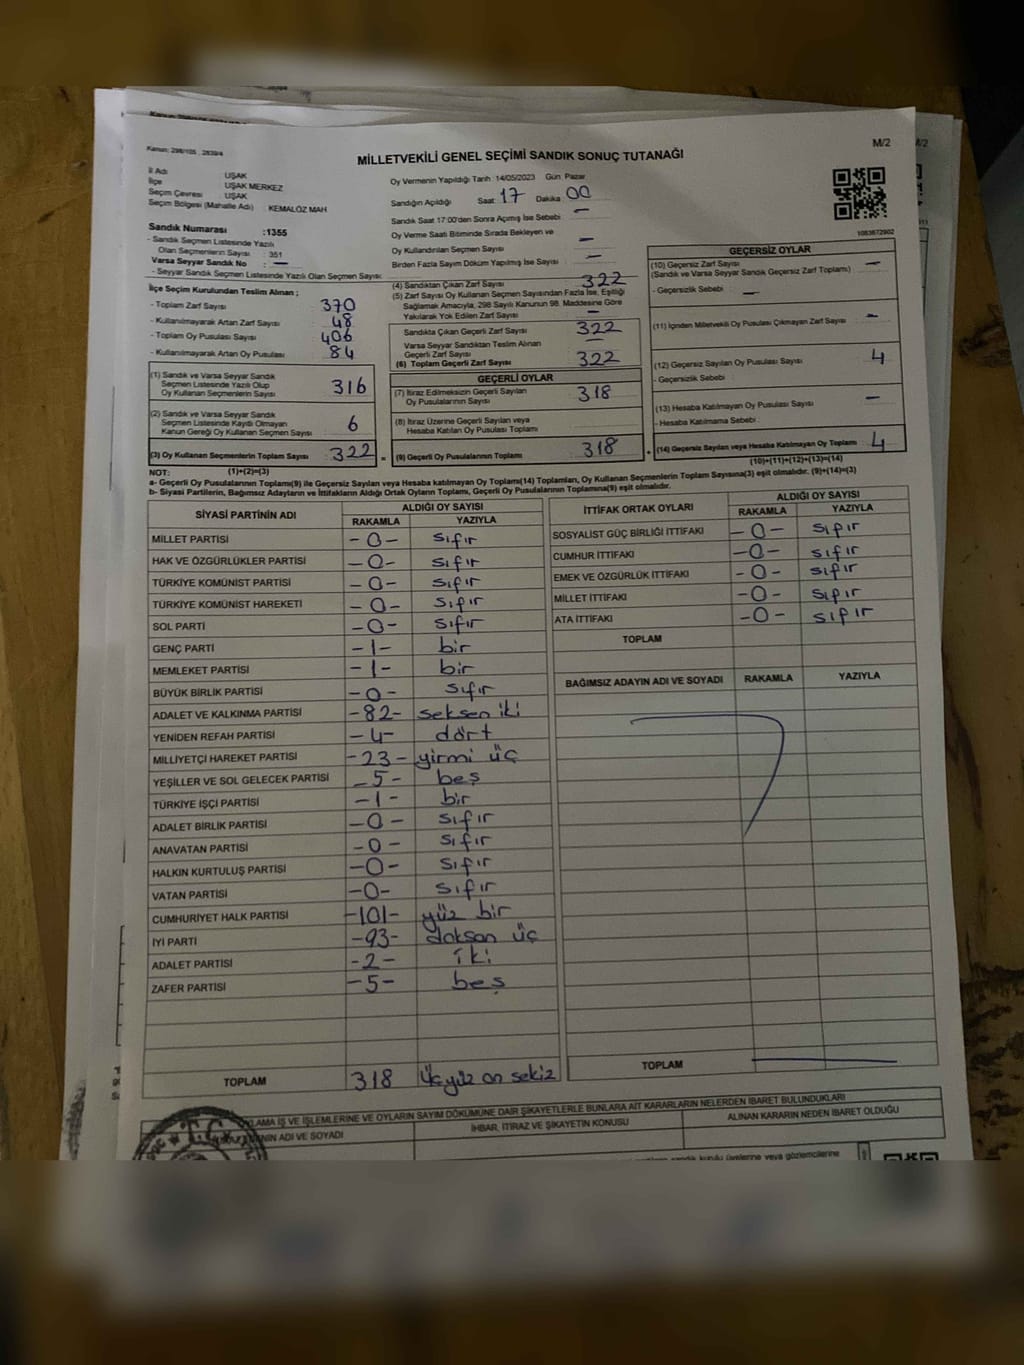 Kanun: 298/105 , 2839/4
M/2
MİLLETVEKİLİ GENEL SEÇİMİ SANDIK SONUÇ TUTANAĞI
İl Adı UŞAK
İlçe UŞAK MERKEZ
Seçim Çevresi UŞAK
Seçim Bölgesi (Mahalle Adı) : KEMALÖZ MAH
Oy Vermenin Yapıldığı Tarih :14/05/2023 Gün :Pazar
Sandığın Açıldığı Saat: 17 Dakika 00
Sandık Saat 17:00'den Sonra Açmış İse Sebebi : —
Oy Verme Saati Bitiminde Sırada Bekleyen ve
Oy Kullandırılan Seçmen Sayısı : —
Birden Fazla Sayım Döküm Yapılmış İse Sayısı : —
1083872902
Sandık Numarası :1355
- Sandık Seçmen Listesinde Yazılı
Olan Seçmenlerin Sayısı : 351
Varsa Seyyar Sandık No : —
- Seyyar Sandık Seçmen Listesinde Yazılı Olan Seçmen Sayısı:
İlçe Seçim Kurulundan Teslim Alınan ;
- Toplam Zarf Sayısı : 370
- Kullanılmayarak Artan Zarf Sayısı : 48
- Toplam Oy Pusulası Sayısı : 406
- Kullanılmayarak Artan Oy Pusulası : 84
(1) Sandık ve Varsa Seyyar Sandık
Seçmen Listesinde Yazılı Olup
Oy Kullanan Seçmenlerin Sayısı : 316
(2) Sandık ve Varsa Seyyar Sandık
Seçmen Listesinde Kayıtlı Olmayan
Kanun Gereği Oy Kullanan Seçmen Sayısı : 6
(3) Oy Kullanan Seçmenlerin Toplam Sayısı : 322
(4) Sandıktan Çıkan Zarf Sayısı : 322
(5) Zarf Sayısı Oy Kullanan Seçmen Sayısından Fazla İse, Eşitliği
Sağlamak Amacıyla, 298 Sayılı Kanunun 98. Maddesine Göre
Yakılarak Yok Edilen Zarf Sayısı : —
Sandıkta Çıkan Geçerli Zarf Sayısı : 322
Varsa Seyyar Sandıktan Teslim Alınan
Geçerli Zarf Sayısı : —
(6) Toplam Geçerli Zarf Sayısı : 322
GEÇERLİ OYLAR
(7) İtiraz Edilmeksizin Geçerli Sayılan
Oy Pusulalarının Sayısı : 318
(8) İtiraz Üzerine Geçerli Sayılan veya
Hesaba Katılan Oy Pusulası Toplamı :
= (9) Geçerli Oy Pusulalarının Toplamı : 318
GEÇERSİZ OYLAR
(10) Geçersiz Zarf Sayısı : —
(Sandık ve Varsa Seyyar Sandık Geçersiz Zarf Toplamı)
- Geçersizlik Sebebi : —
(11) İçinden Milletvekili Oy Pusulası Çıkmayan Zarf Sayısı : —
(12) Geçersiz Sayılan Oy Pusulası Sayısı : 4
- Geçersizlik Sebebi :
(13) Hesaba Katılmayan Oy Pusulası Sayısı : —
- Hesaba Katılmama Sebebi :
+ (14) Geçersiz Sayılan veya Hesaba Katılmayan Oy Toplamı : 4
NOT: (1)+(2)=(3) (10)+(11)+(12)+(13)=(14)
a- Geçerli Oy Pusulalarının Toplamı(9) ile Geçersiz Sayılan veya Hesaba katılmayan Oy Toplamı(14) Toplamları, Oy Kullanan Seçmenlerin Toplam Sayısına(3) eşit olmalıdır. (9)+(14)=(3)
b- Siyasi Partilerin, Bağımsız Adayların ve İttifakların Aldığı Ortak Oyların Toplamı, Geçerli Oy Pusulalarının Toplamına(9) eşit olmalıdır.
SİYASİ PARTİNİN ADI ALDIĞI OY SAYISI
RAKAMLA YAZIYLA
MİLLET PARTİSİ -0- sıfır
HAK VE ÖZGÜRLÜKLER PARTİSİ -0- sıfır
TÜRKİYE KOMÜNİST PARTİSİ -0- sıfır
TÜRKİYE KOMÜNİST HAREKETİ -0- sıfır
SOL PARTİ -0- sıfır
GENÇ PARTİ -1- bir
MEMLEKET PARTİSİ -1- bir
BÜYÜK BİRLİK PARTİSİ -0- sıfır
ADALET VE KALKINMA PARTİSİ -82- seksen iki
YENİDEN REFAH PARTİSİ -4- dört
MİLLİYETÇİ HAREKET PARTİSİ -23- yirmi üç
YEŞİLLER VE SOL GELECEK PARTİSİ -5- beş
TÜRKİYE İŞÇİ PARTİSİ -1- bir
ADALET BİRLİK PARTİSİ -0- sıfır
ANAVATAN PARTİSİ -0- sıfır
HALKIN KURTULUŞ PARTİSİ -0- sıfır
VATAN PARTİSİ -0- sıfır
CUMHURİYET HALK PARTİSİ -101- yüz bir
İYİ PARTİ -93- doksan üç
ADALET PARTİSİ -2- iki
ZAFER PARTİSİ -5- beş
TOPLAM 318 üçyüz on sekiz
İTTİFAK ORTAK OYLARI ALDIĞI OY SAYISI
RAKAMLA YAZIYLA
SOSYALİST GÜÇ BİRLİĞİ İTTİFAKI -0- sıfır
CUMHUR İTTİFAKI -0- sıfır
EMEK VE ÖZGÜRLÜK İTTİFAKI -0- sıfır
MİLLET İTTİFAKI -0- sıfır
ATA İTTİFAKI -0- sıfır
TOPLAM
BAĞIMSIZ ADAYIN ADI VE SOYADI RAKAMLA YAZIYLA
TOPLAM
LAMA İŞ VE İŞLEMLERİNE VE OYLARIN SAYIM DÖKÜMÜNE DAİR ŞİKAYETLERLE BUNLARA AİT KARARLARIN NELERDEN İBARET BULUNDUKLARI
NIN ADI VE SOYADI İHBAR, İTİRAZ VE ŞİKAYETİN KONUSU ALINAN KARARIN NEDEN İBARET OLDUĞU
T.C.
sandık kurulu üyelerine veya gözlemcilerine